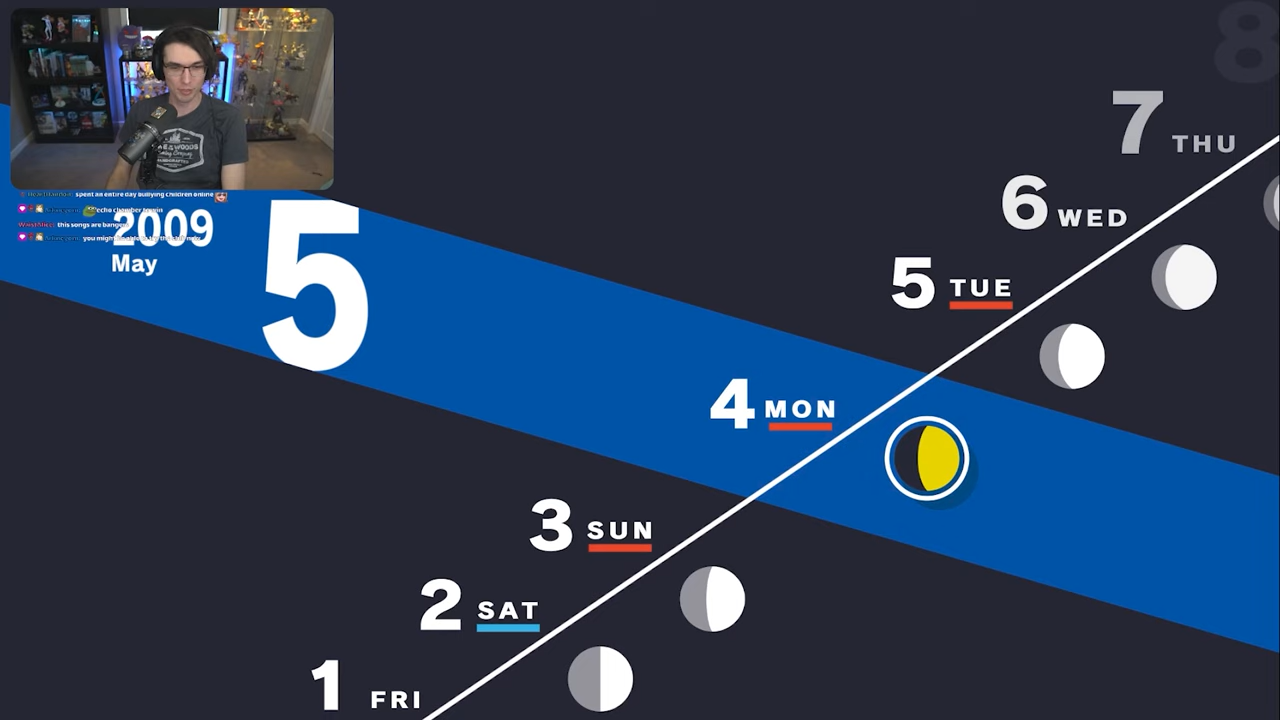 spent an entire day bullying children online
this songs are banger
2009
May
5
8
7 THU
6 WED
5 TUE
4 MON
3 SUN
2 SAT
1 FRI